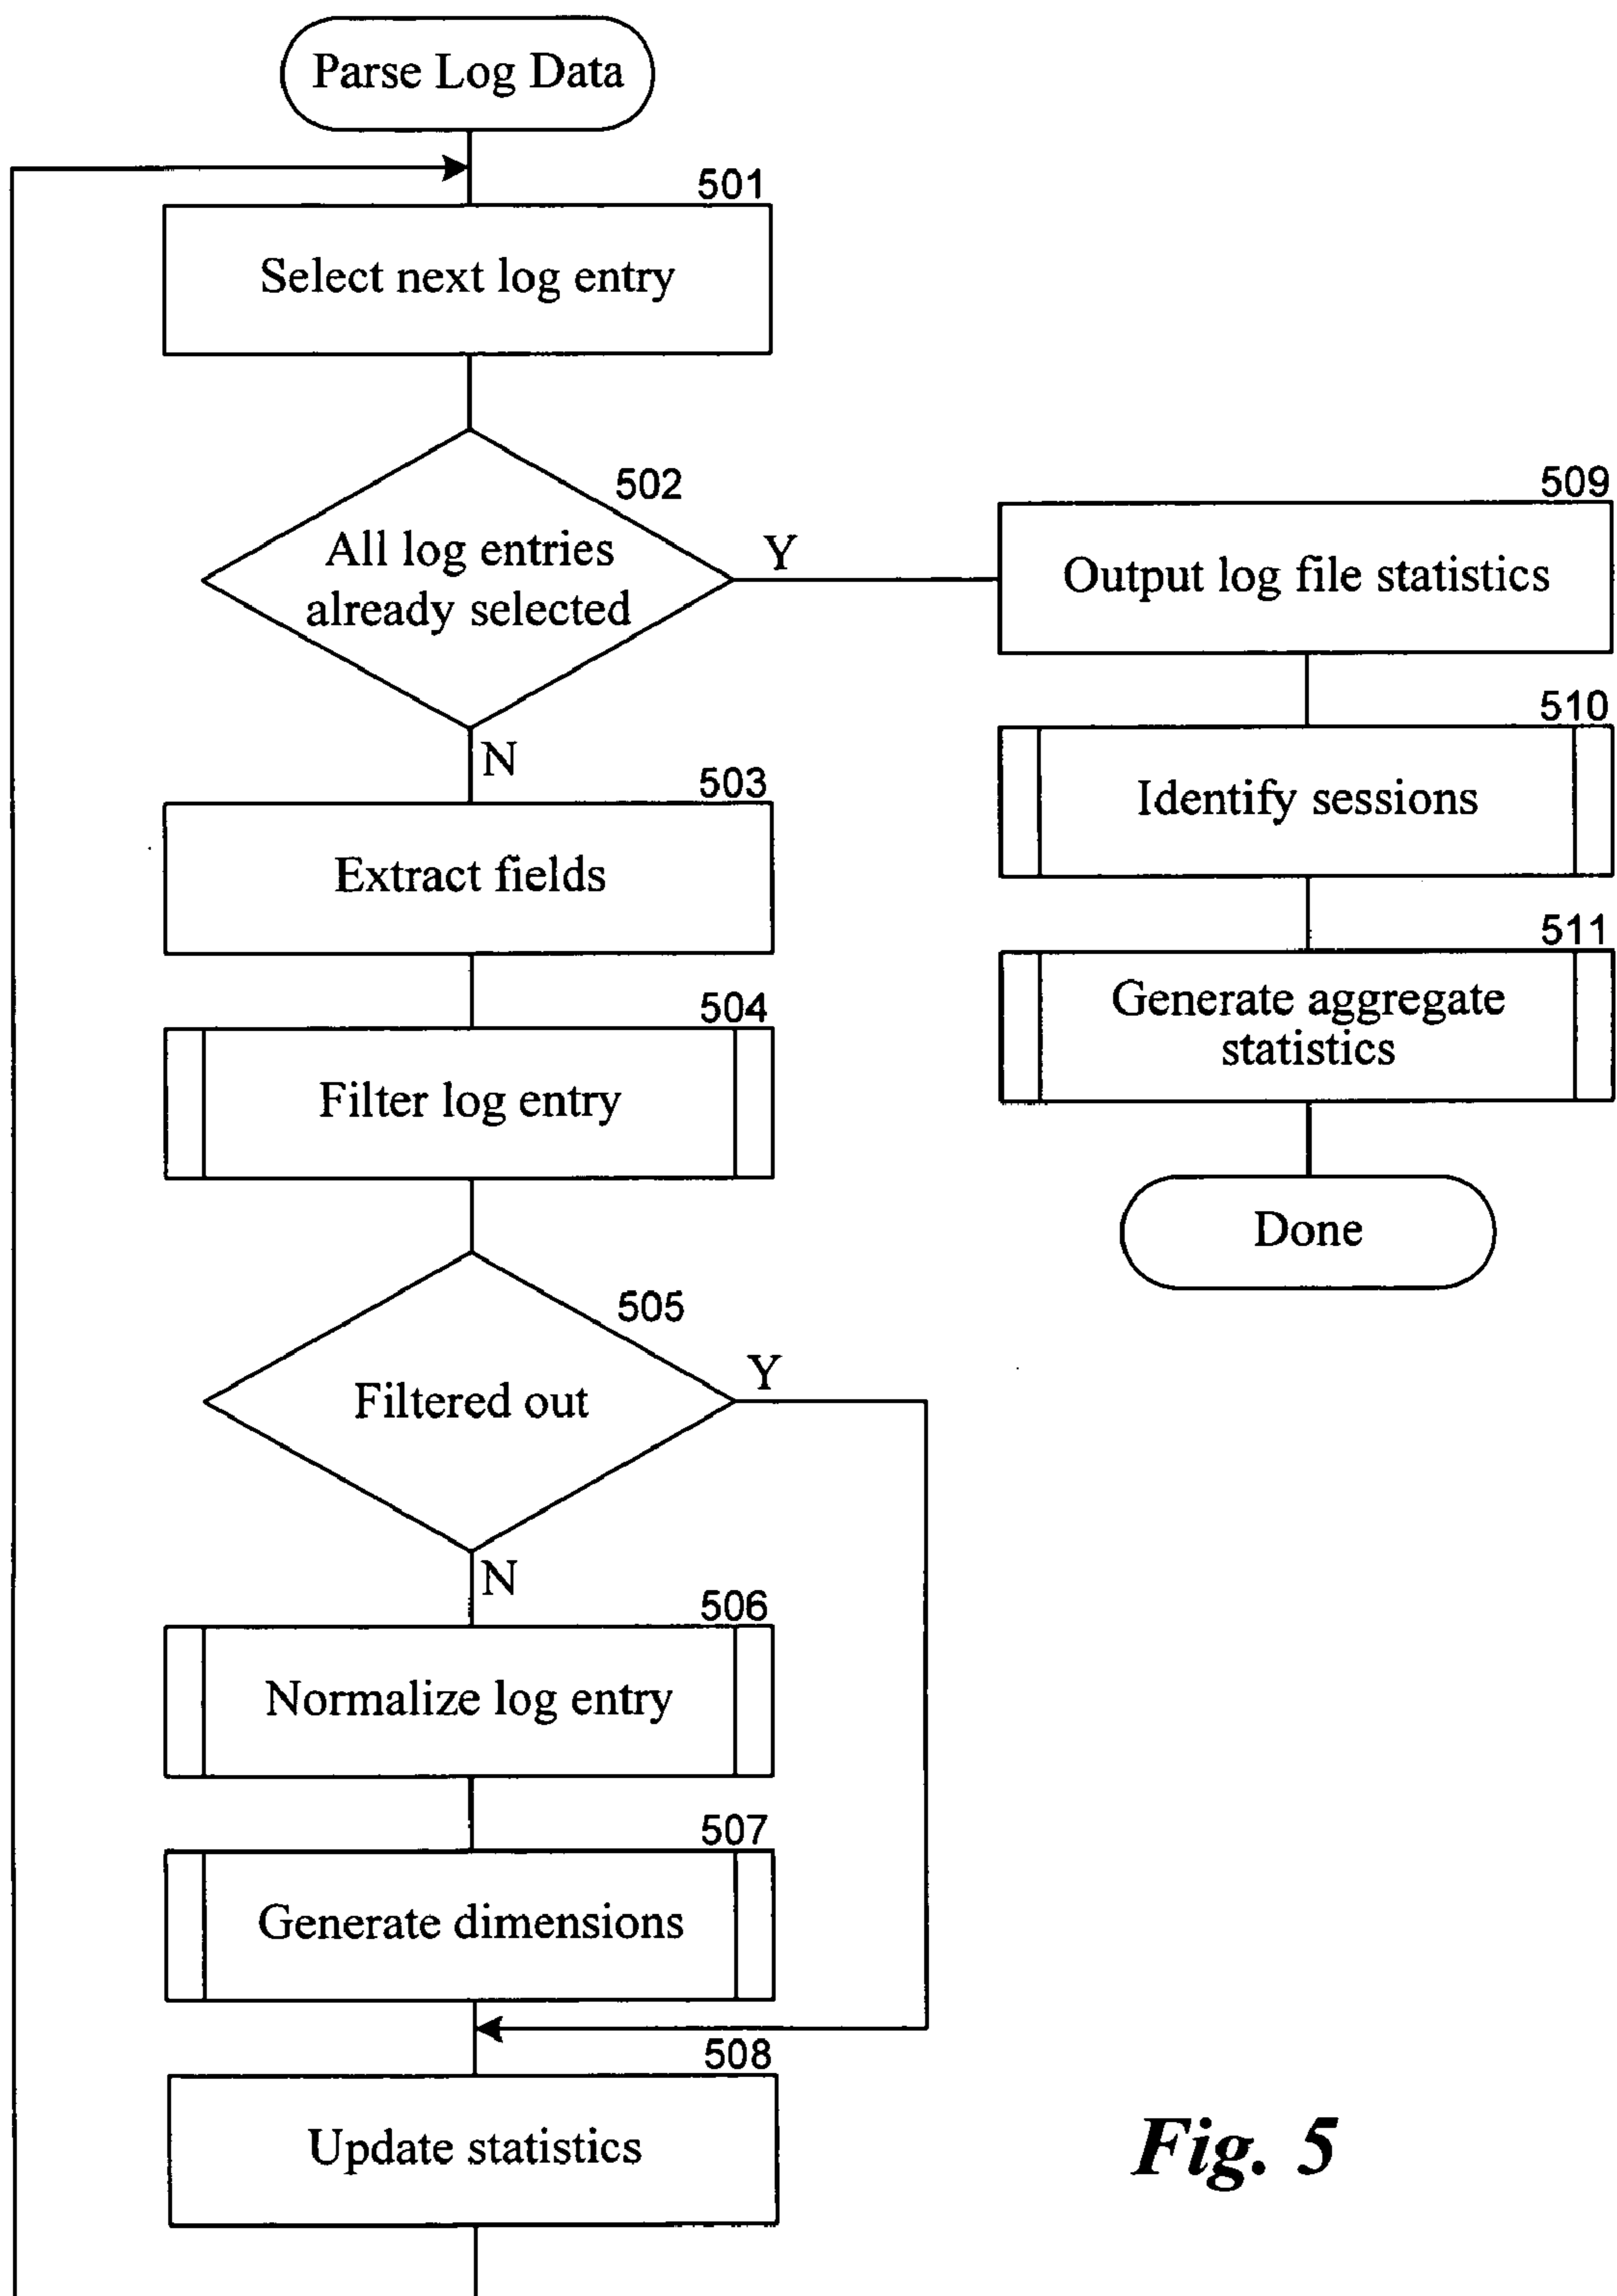 Parse Log Data
501
Select next log entry
502
All log entries
already selected
Y
N
503
Extract fields
504
Filter log entry
505
Filtered out
Y
N
506
Normalize log entry
507
Generate dimensions
508
Update statistics
509
Output log file statistics
510
Identify sessions
511
Generate aggregate
statistics
Done
Fig. 5